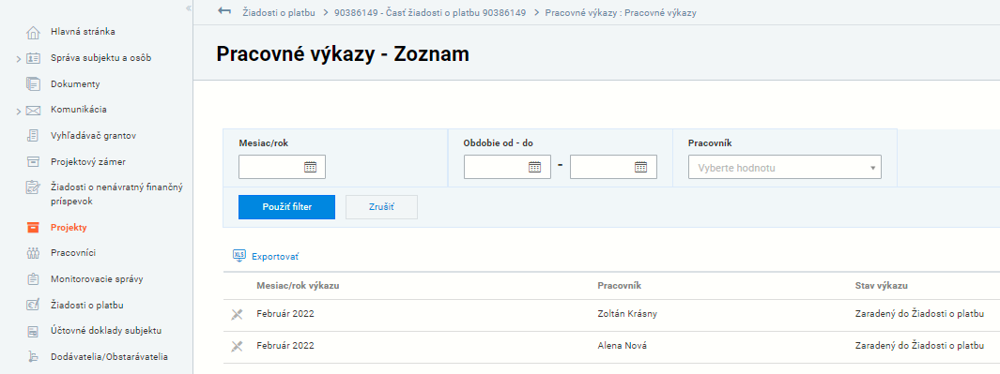 Hlavná stránka
Správa subjektu a osôb
Dokumenty
Komunikácia
Vyhľadávač grantov
Projektový zámer
Žiadosti o nenávratný finančný
príspevok
Projekty
Pracovníci
Monitorovacie správy
Žiadosti o platbu
Účtovné doklady subjektu
Dodávatelia/Obstarávatelia
Žiadosti o platbu > 90386149 - Časť žiadosti o platbu 90386149 > Pracovné výkazy : Pracovné výkazy
Pracovné výkazy - Zoznam
Mesiac/rok Obdobie od - do Pracovník
- Vyberte hodnotu
Použiť filter Zrušiť
XLS Exportovať
Mesiac/rok výkazu Pracovník Stav výkazu
Február 2022 Zoltán Krásny Zaradený do Žiadosti o platbu
Február 2022 Alena Nová Zaradený do Žiadosti o platbu